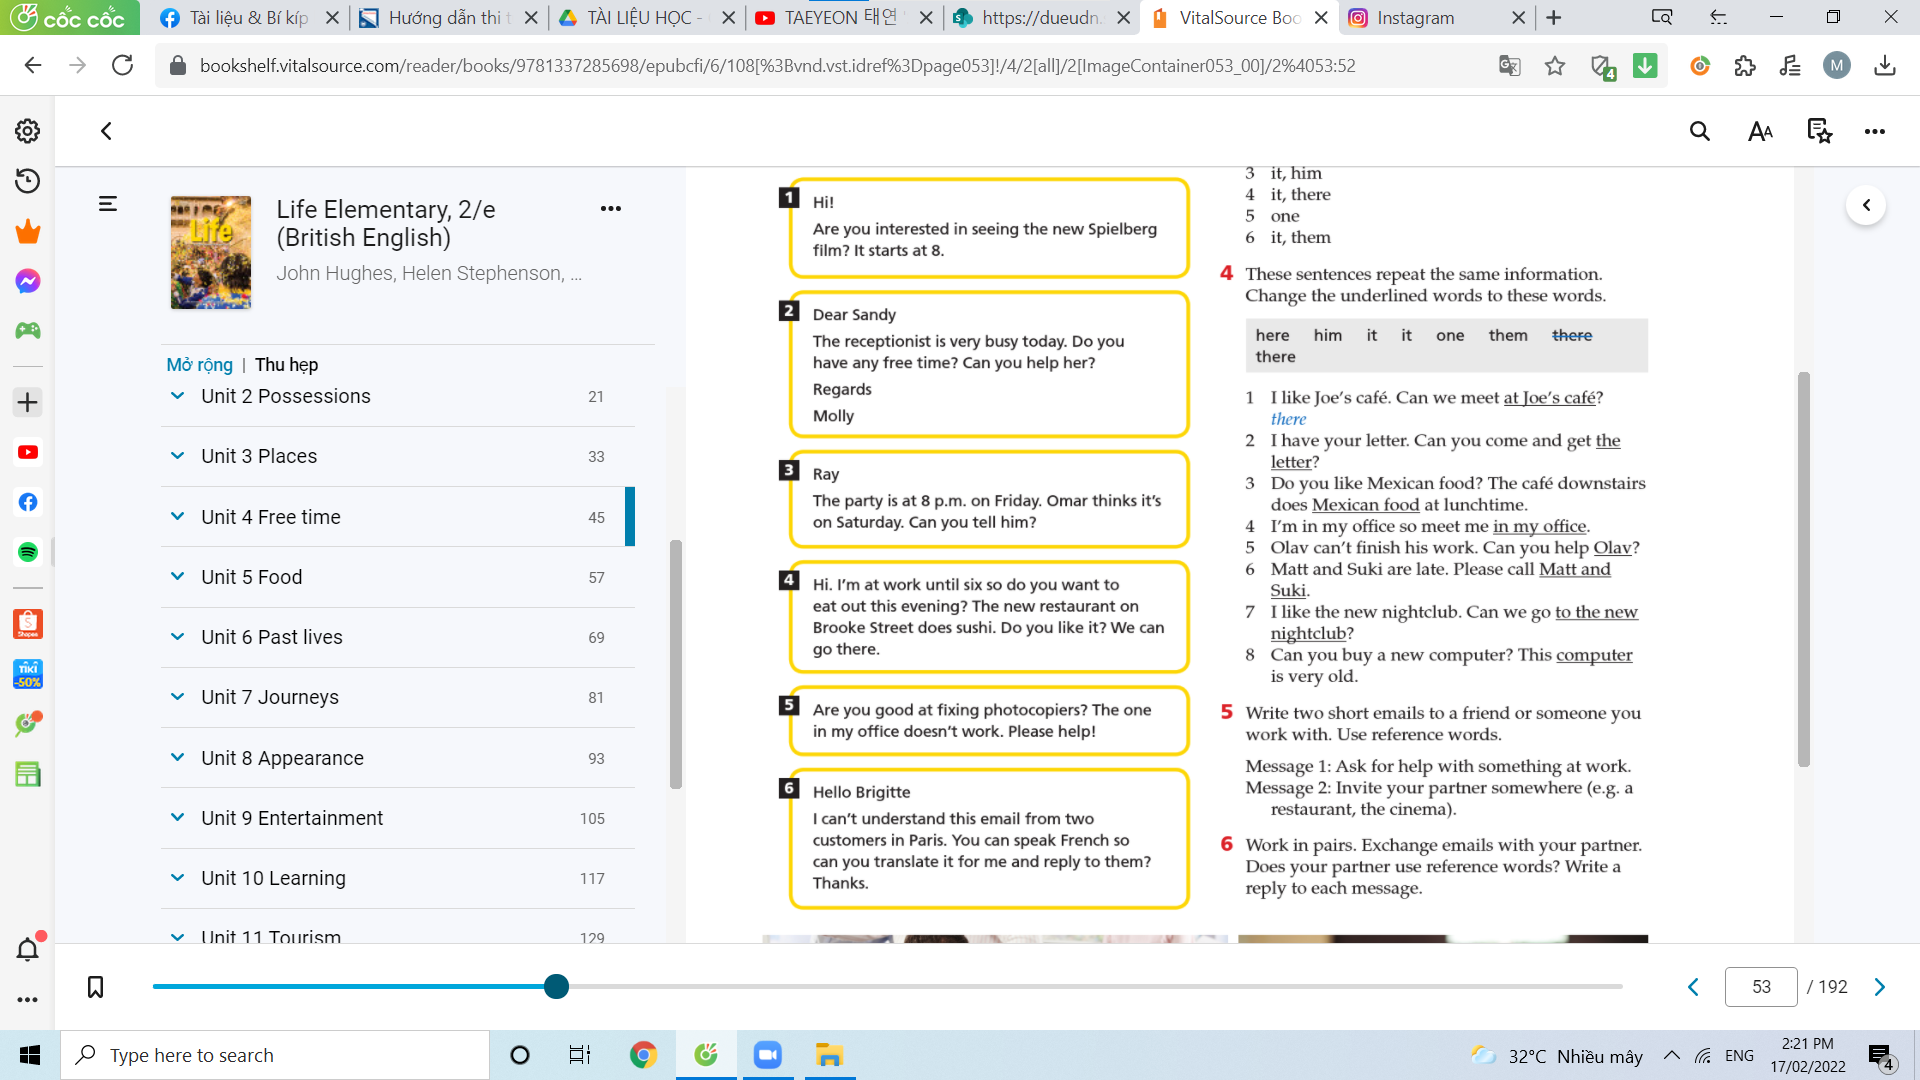 cốc cốc
Tài liệu & Bí kíp
Hướng dẫn thi t
TÀI LIỆU HỌC -
TAEYEON 태연
https://dueudn.
VitalSource Boo
Instagram
bookshelf.vitalsource.com/reader/books/9781337285698/epubcfi/6/108[%3Bvnd.vst.idref%3Dpage053]!/4/2[all]/2[ImageContainer053_00]/2%4053:52
4
M
AA
Life
Life Elementary, 2/e
(British English)
John Hughes, Helen Stephenson, ...
Mở rộng | Thu hẹp
Unit 2 Possessions 21
Unit 3 Places 33
Unit 4 Free time 45
Unit 5 Food 57
Unit 6 Past lives 69
Unit 7 Journeys 81
Unit 8 Appearance 93
Unit 9 Entertainment 105
Unit 10 Learning 117
Unit 11 Tourism 129
Shopee
TIKI
-50%
1 Hi!
Are you interested in seeing the new Spielberg
film? It starts at 8.
2 Dear Sandy
The receptionist is very busy today. Do you
have any free time? Can you help her?
Regards
Molly
3 Ray
The party is at 8 p.m. on Friday. Omar thinks it's
on Saturday. Can you tell him?
4 Hi. I'm at work until six so do you want to
eat out this evening? The new restaurant on
Brooke Street does sushi. Do you like it? We can
go there.
5 Are you good at fixing photocopiers? The one
in my office doesn't work. Please help!
6 Hello Brigitte
I can't understand this email from two
customers in Paris. You can speak French so
can you translate it for me and reply to them?
Thanks.
3 it, him
4 it, there
5 one
6 it, them
4 These sentences repeat the same information.
Change the underlined words to these words.
here him it it one them there
there
1 I like Joe's café. Can we meet at Joe's café?
there
2 I have your letter. Can you come and get the
letter?
3 Do you like Mexican food? The café downstairs
does Mexican food at lunchtime.
4 I'm in my office so meet me in my office.
5 Olav can't finish his work. Can you help Olav?
6 Matt and Suki are late. Please call Matt and
Suki.
7 I like the new nightclub. Can we go to the new
nightclub?
8 Can you buy a new computer? This computer
is very old.
5 Write two short emails to a friend or someone you
work with. Use reference words.
Message 1: Ask for help with something at work.
Message 2: Invite your partner somewhere (e.g. a
restaurant, the cinema).
6 Work in pairs. Exchange emails with your partner.
Does your partner use reference words? Write a
reply to each message.
53 / 192
Type here to search
32°C Nhiều mây
ENG
2:21 PM
17/02/2022
4